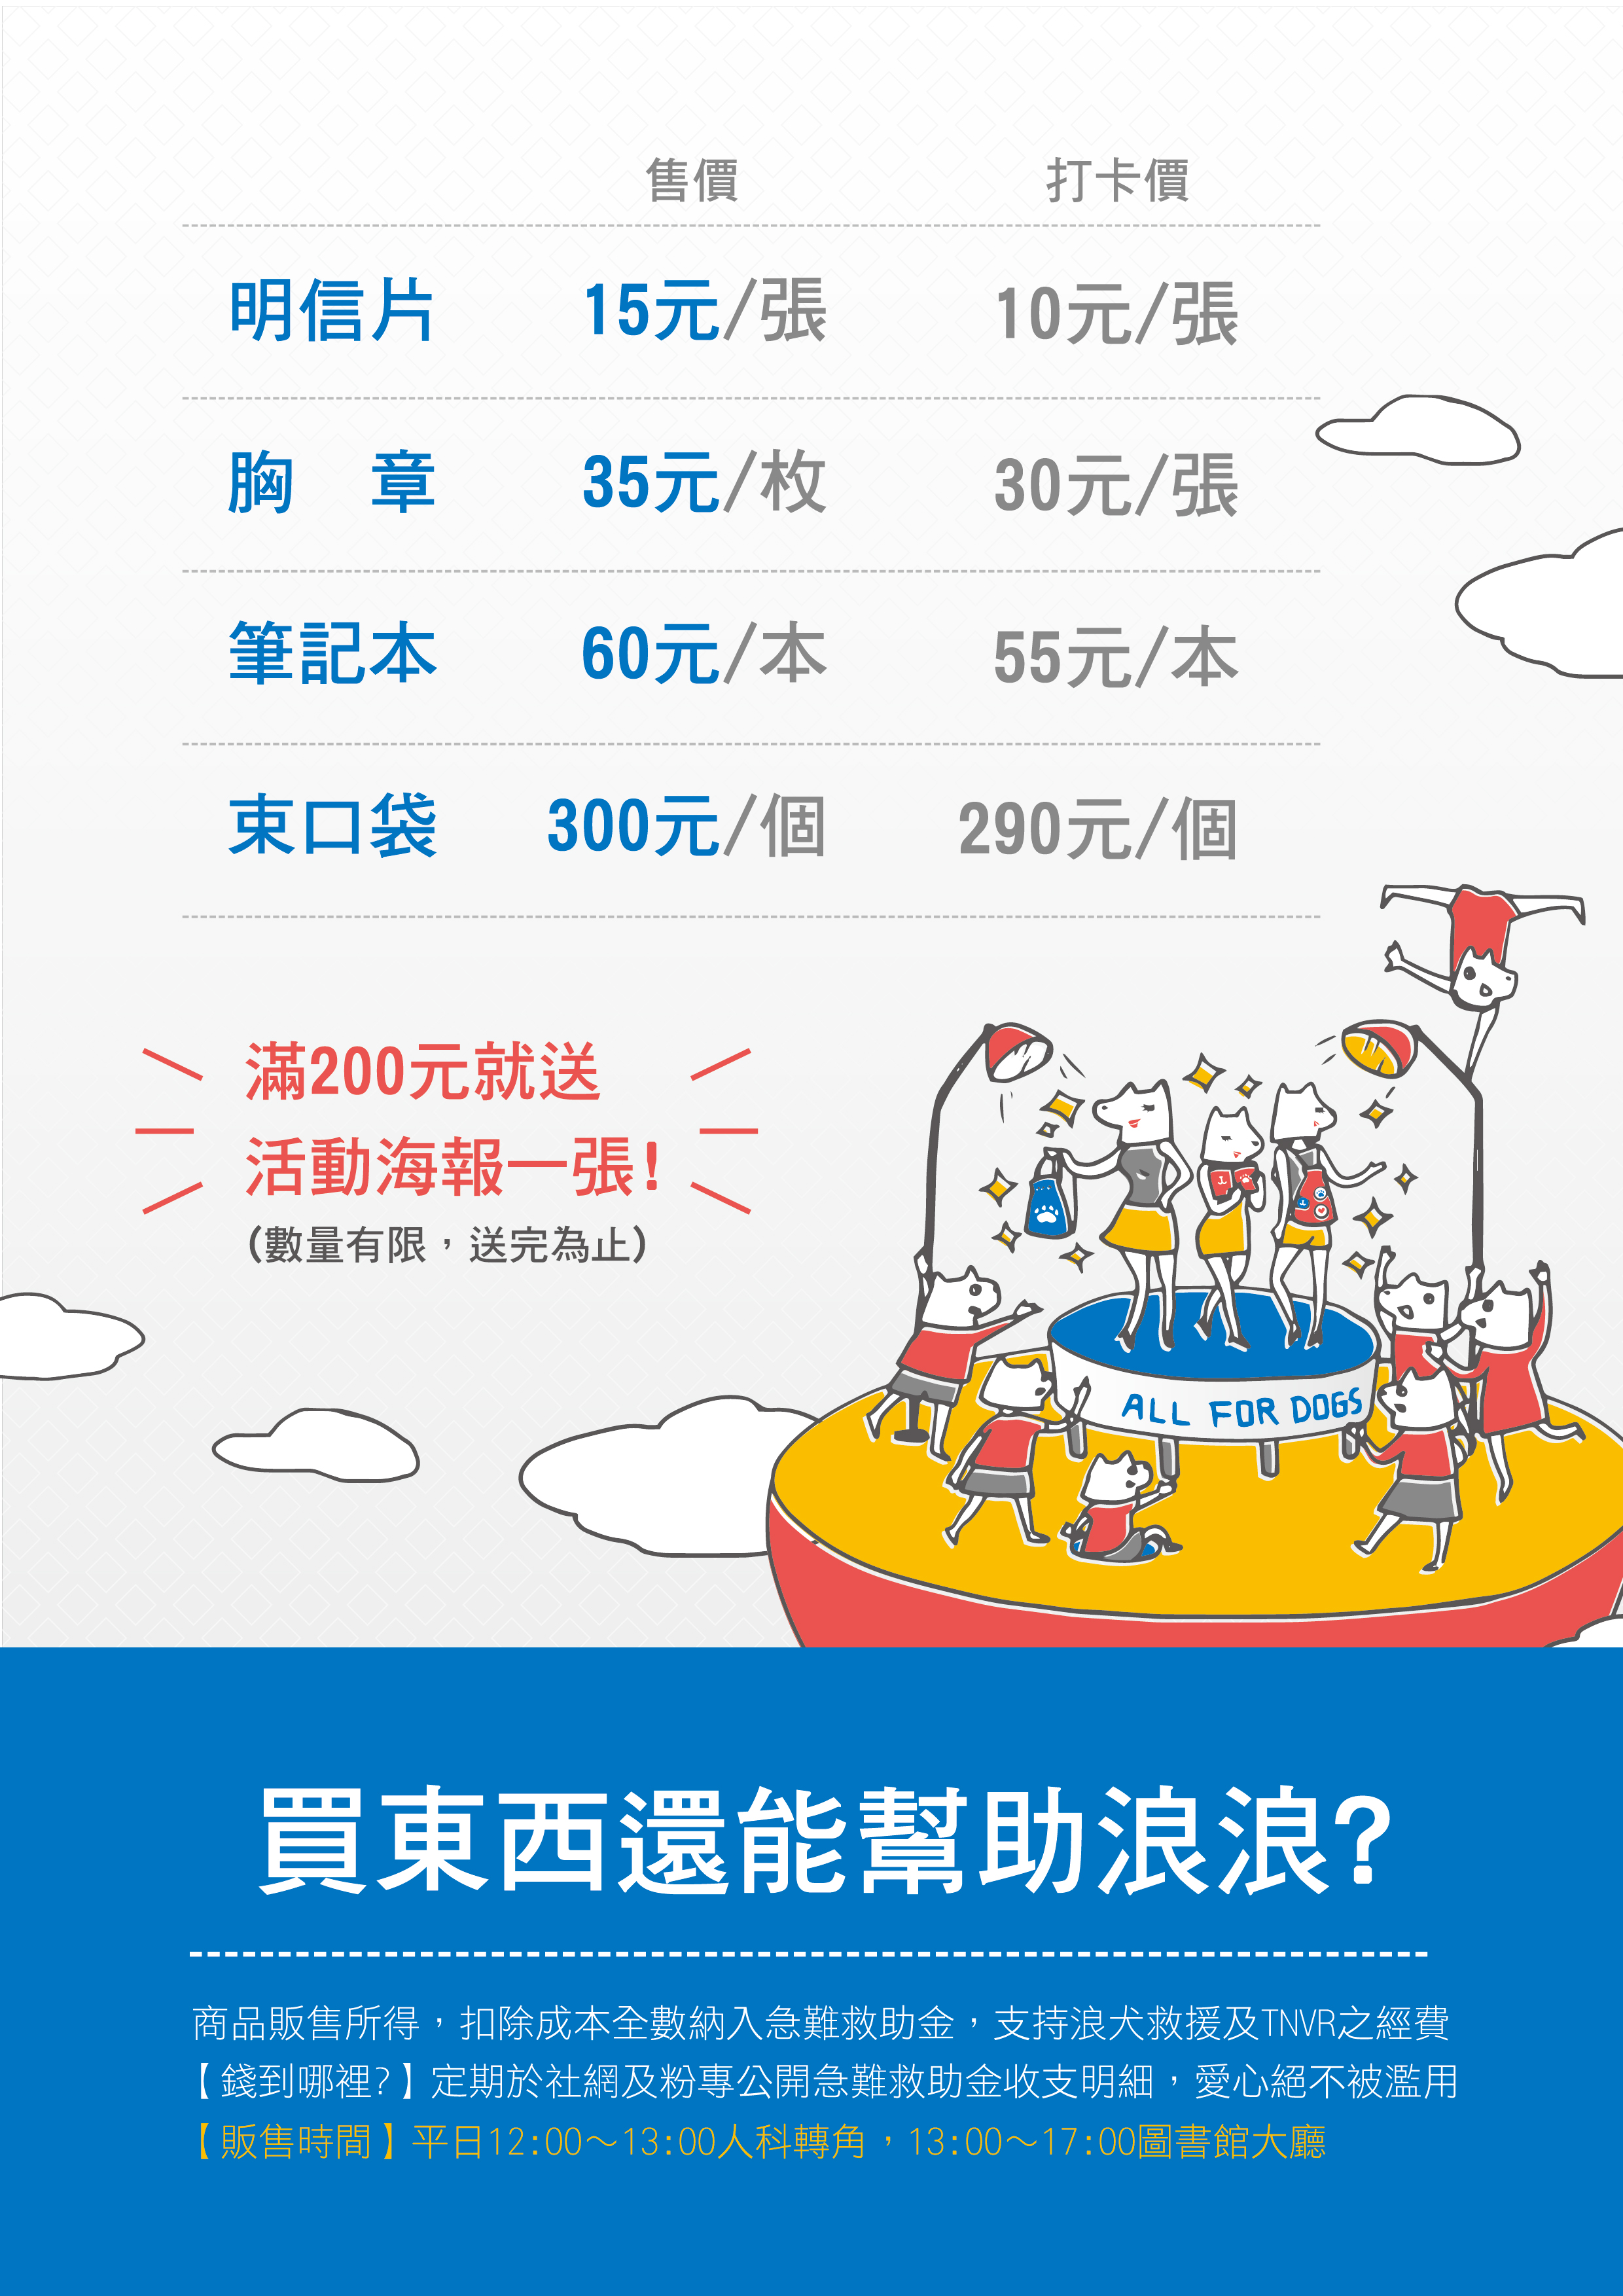 售價 打卡價
明信片 15元/張 10元/張
胸 章 35元/枚 30元/張
筆記本 60元/本 55元/本
束口袋 300元/個 290元/個
滿200元就送
活動海報一張!
(數量有限，送完為止)
ALL FOR DOGS
買東西還能幫助浪浪?
商品販售所得，扣除成本全數納入急難救助金，支持浪犬救援及TNVR之經費
【錢到哪裡?】定期於社網及粉專公開急難救助金收支明細，愛心絕不被濫用
【販售時間】平日12:00～13:00人科轉角，13:00～17:00圖書館大廳